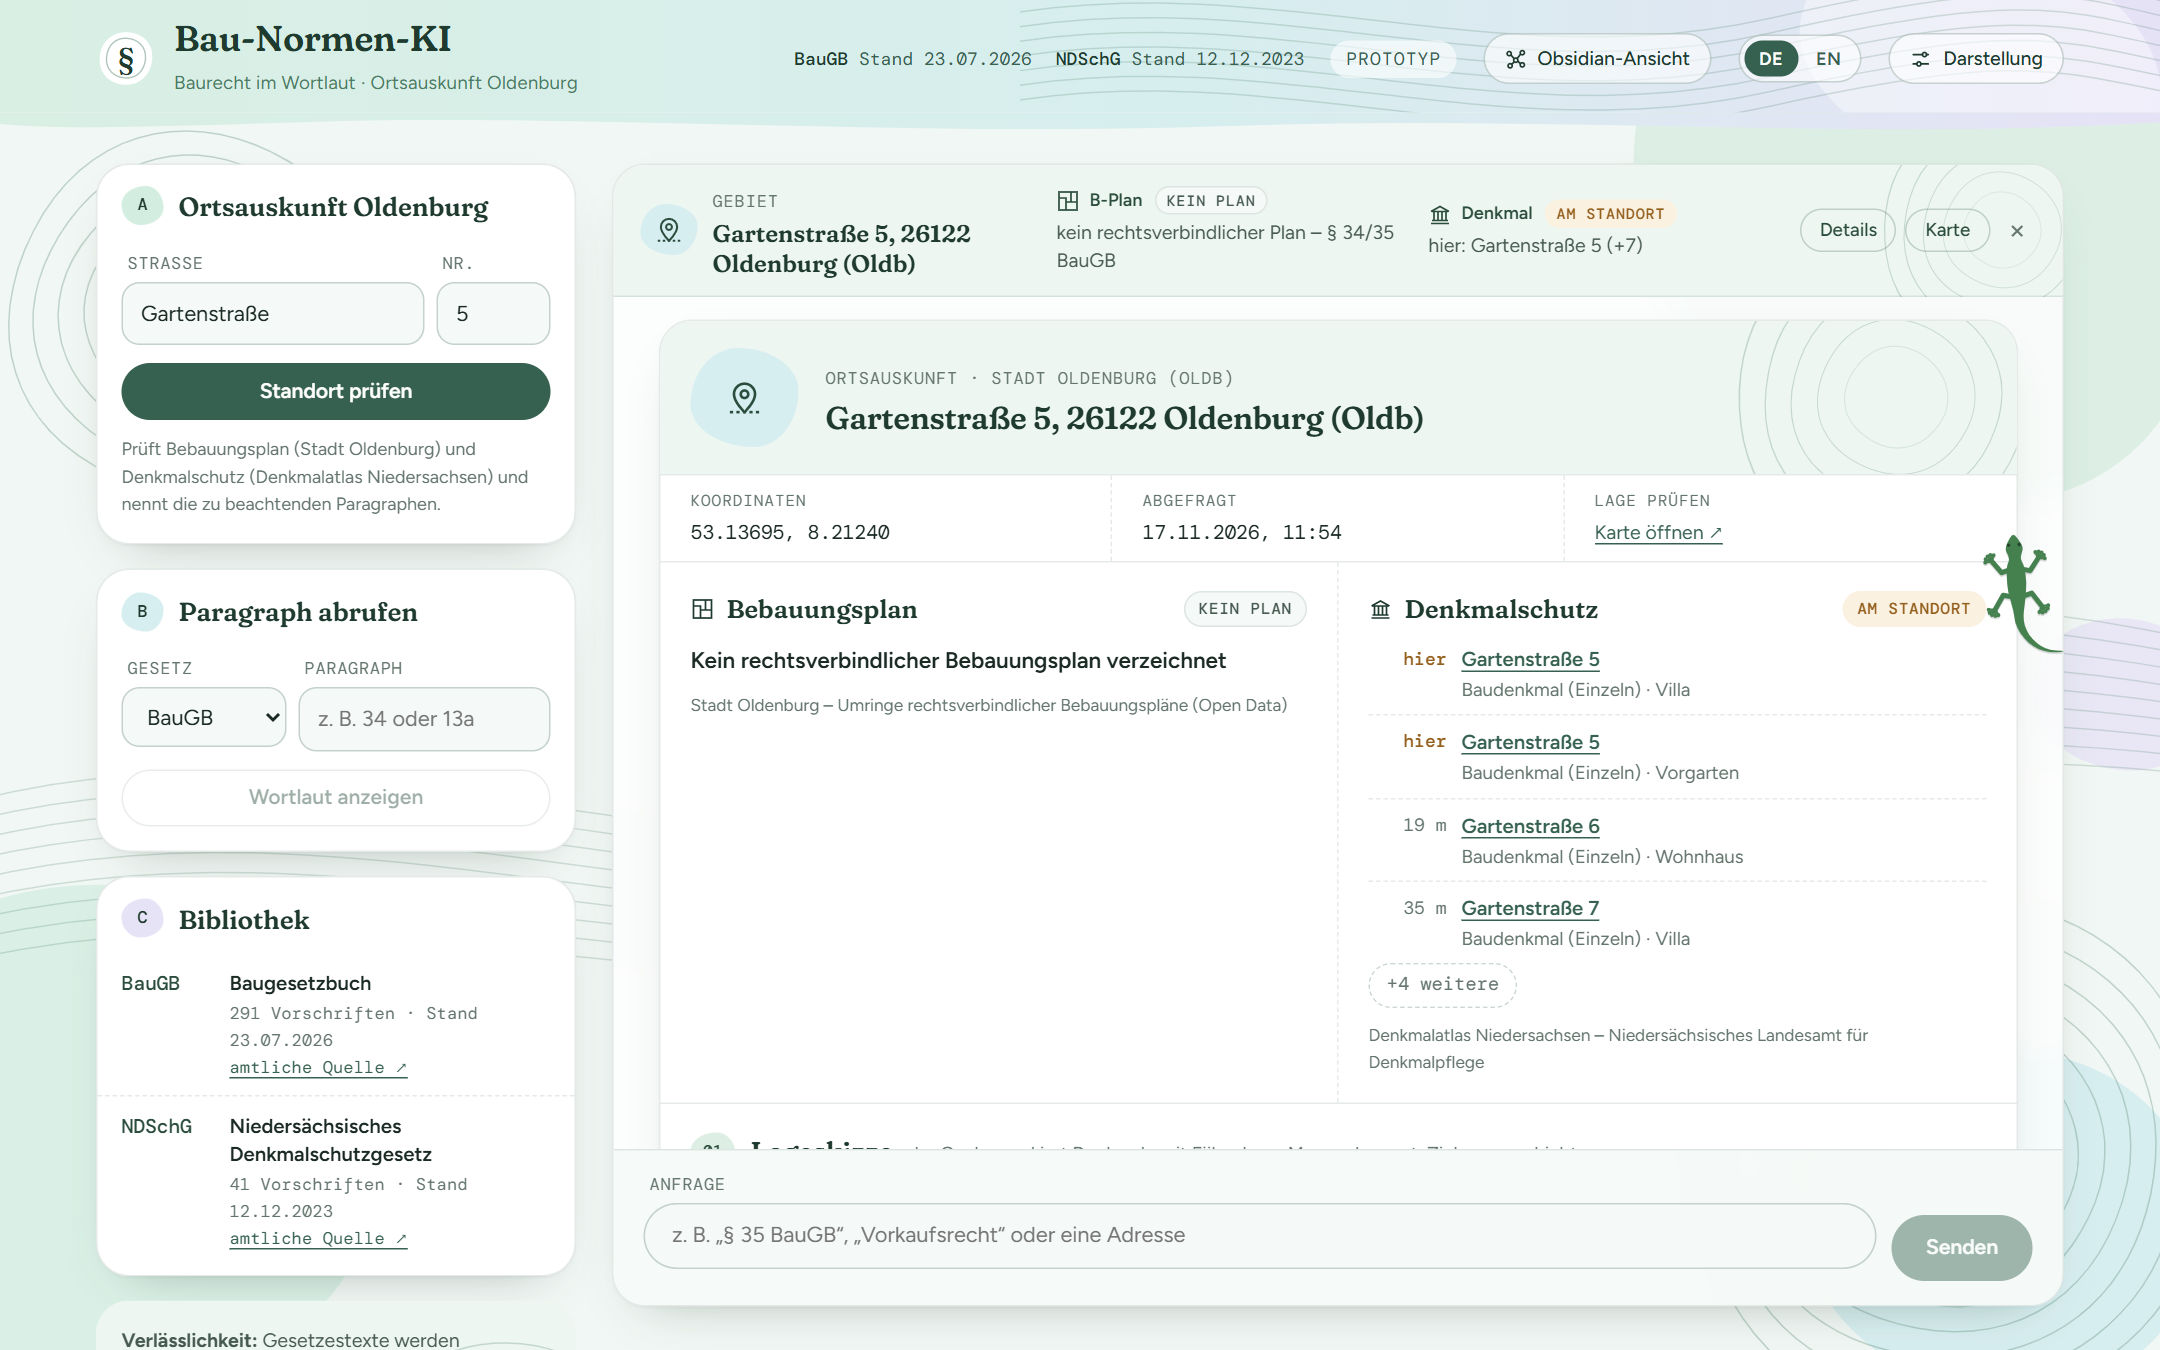 §
Bau-Normen-KI
Baurecht im Wortlaut · Ortsauskunft Oldenburg
BauGB Stand 23.07.2026
NDSchG Stand 12.12.2023
PROTOTYP
Obsidian-Ansicht
DE
EN
Darstellung
A
Ortsauskunft Oldenburg
STRASSE
NR.
Gartenstraße
5
Standort prüfen
Prüft Bebauungsplan (Stadt Oldenburg) und
Denkmalschutz (Denkmalatlas Niedersachsen) und
nennt die zu beachtenden Paragraphen.
B
Paragraph abrufen
GESETZ
PARAGRAPH
BauGB
z. B. 34 oder 13a
Wortlaut anzeigen
C
Bibliothek
BauGB
Baugesetzbuch
291 Vorschriften · Stand
23.07.2026
amtliche Quelle ↗
NDSchG
Niedersächsisches
Denkmalschutzgesetz
41 Vorschriften · Stand
12.12.2023
amtliche Quelle ↗
Verlässlichkeit: Gesetzestexte werden
GEBIET
Gartenstraße 5, 26122
Oldenburg (Oldb)
B-Plan
KEIN PLAN
kein rechtsverbindlicher Plan – § 34/35
BauGB
Denkmal
AM STANDORT
hier: Gartenstraße 5 (+7)
Details
Karte
×
ORTSAUSKUNFT · STADT OLDENBURG (OLDB)
Gartenstraße 5, 26122 Oldenburg (Oldb)
KOORDINATEN
53.13695, 8.21240
ABGEFRAGT
17.11.2026, 11:54
LAGE PRÜFEN
Karte öffnen ↗
Bebauungsplan
KEIN PLAN
Kein rechtsverbindlicher Bebauungsplan verzeichnet
Stadt Oldenburg – Umringe rechtsverbindlicher Bebauungspläne (Open Data)
Denkmalschutz
AM STANDORT
hier
Gartenstraße 5
Baudenkmal (Einzeln) · Villa
hier
Gartenstraße 5
Baudenkmal (Einzeln) · Vorgarten
19 m
Gartenstraße 6
Baudenkmal (Einzeln) · Wohnhaus
35 m
Gartenstraße 7
Baudenkmal (Einzeln) · Villa
+4 weitere
Denkmalatlas Niedersachsen – Niedersächsisches Landesamt für
Denkmalpflege
01
Lageskizze
ANFRAGE
z. B. „§ 35 BauGB“, „Vorkaufsrecht“ oder eine Adresse
Senden